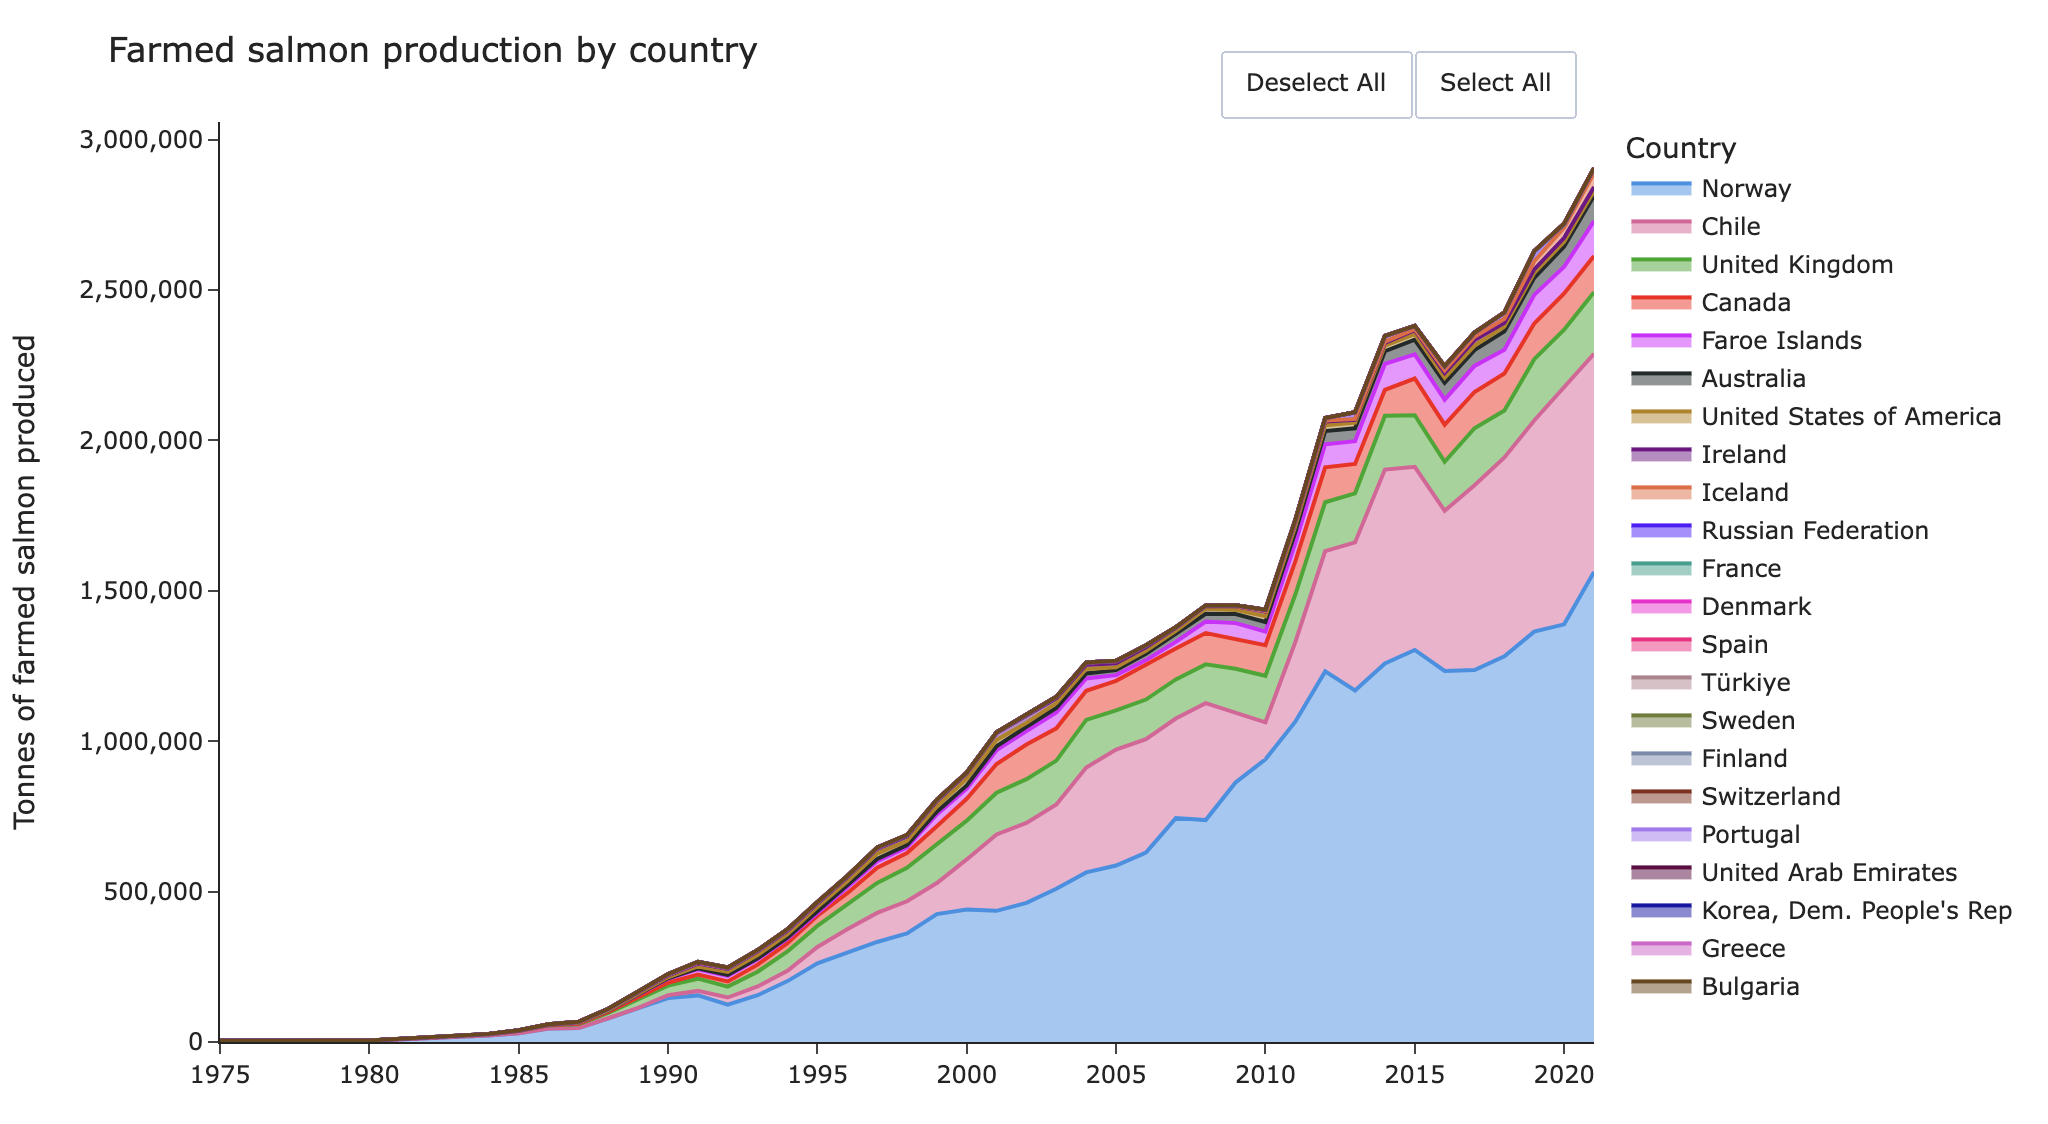 Farmed salmon production by country
Deselect All
Select All
Tonnes of farmed salmon produced
3,000,000
2,500,000
2,000,000
1,500,000
1,000,000
500,000
0
1975
1980
1985
1990
1995
2000
2005
2010
2015
2020
Country
Norway
Chile
United Kingdom
Canada
Faroe Islands
Australia
United States of America
Ireland
Iceland
Russian Federation
France
Denmark
Spain
Türkiye
Sweden
Finland
Switzerland
Portugal
United Arab Emirates
Korea, Dem. People's Rep
Greece
Bulgaria